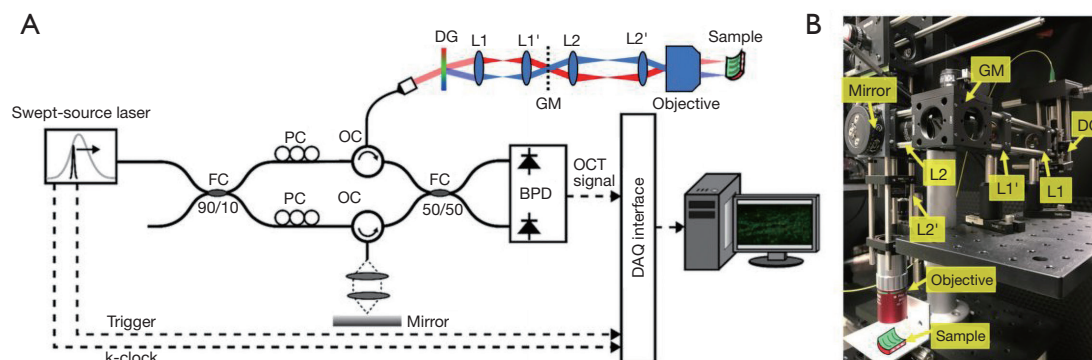 A
DG
L1
L1'
L2
L2'
Sample
GM
Objective
Swept-source laser
PC
OC
FC
90/10
PC
OC
FC
50/50
BPD
OCT
signal
DAQ interface
Mirror
Trigger
k-clock
B
GM
Mirror
DG
L2
L1'
L1
L2'
Objective
Sample